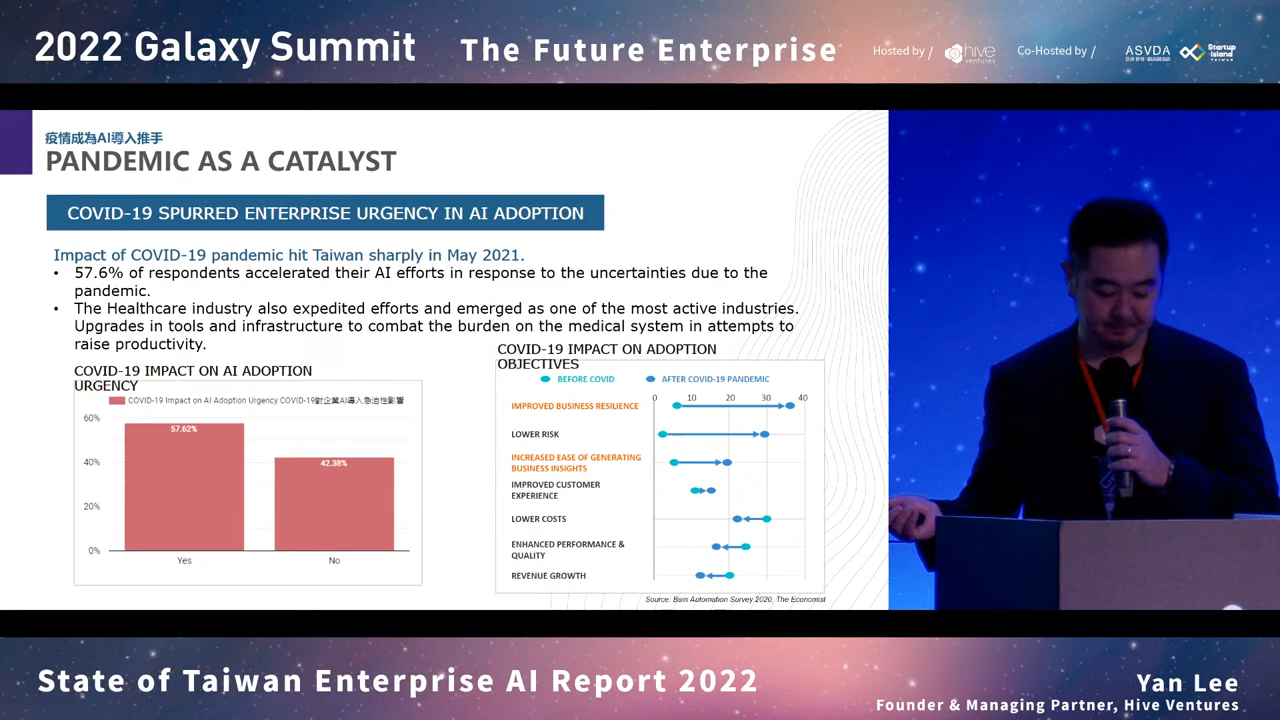 2022 Galaxy Summit
The Future Enterprise
Hosted by /
hive
ventures
Co-Hosted by /
ASVDA
Startup
Island
TAIWAN
疫情成為AI導入推手
PANDEMIC AS A CATALYST
COVID-19 SPURRED ENTERPRISE URGENCY IN AI ADOPTION
Impact of COVID-19 pandemic hit Taiwan sharply in May 2021.
• 57.6% of respondents accelerated their AI efforts in response to the uncertainties due to the
pandemic.
• The Healthcare industry also expedited efforts and emerged as one of the most active industries.
Upgrades in tools and infrastructure to combat the burden on the medical system in attempts to
raise productivity.
COVID-19 IMPACT ON AI ADOPTION
URGENCY
COVID-19 Impact on AI Adoption Urgency COVID-19對企業AI導入急迫性影響
60%
57.62%
42.38%
40%
20%
0%
Yes
No
COVID-19 IMPACT ON ADOPTION
OBJECTIVES
BEFORE COVID
AFTER COVID-19 PANDEMIC
0 10 20 30 40
IMPROVED BUSINESS RESILIENCE
LOWER RISK
INCREASED EASE OF GENERATING
BUSINESS INSIGHTS
IMPROVED CUSTOMER
EXPERIENCE
LOWER COSTS
ENHANCED PERFORMANCE &
QUALITY
REVENUE GROWTH
Source: Bain Automation Survey 2020, The Economist
State of Taiwan Enterprise AI Report 2022
Yan Lee
Founder & Managing Partner, Hive Ventures